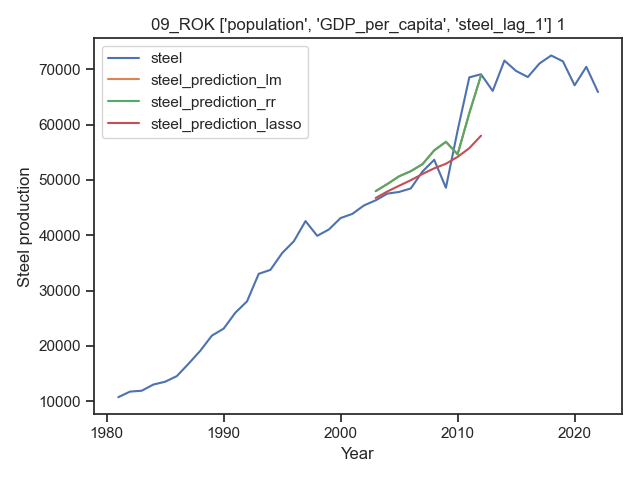 09_ROK ['population', 'GDP_per_capita', 'steel_lag_1'] 1
steel
steel_prediction_lm
steel_prediction_rr
steel_prediction_lasso
Steel production
70000
60000
50000
40000
30000
20000
10000
1980 1990 2000 2010 2020
Year